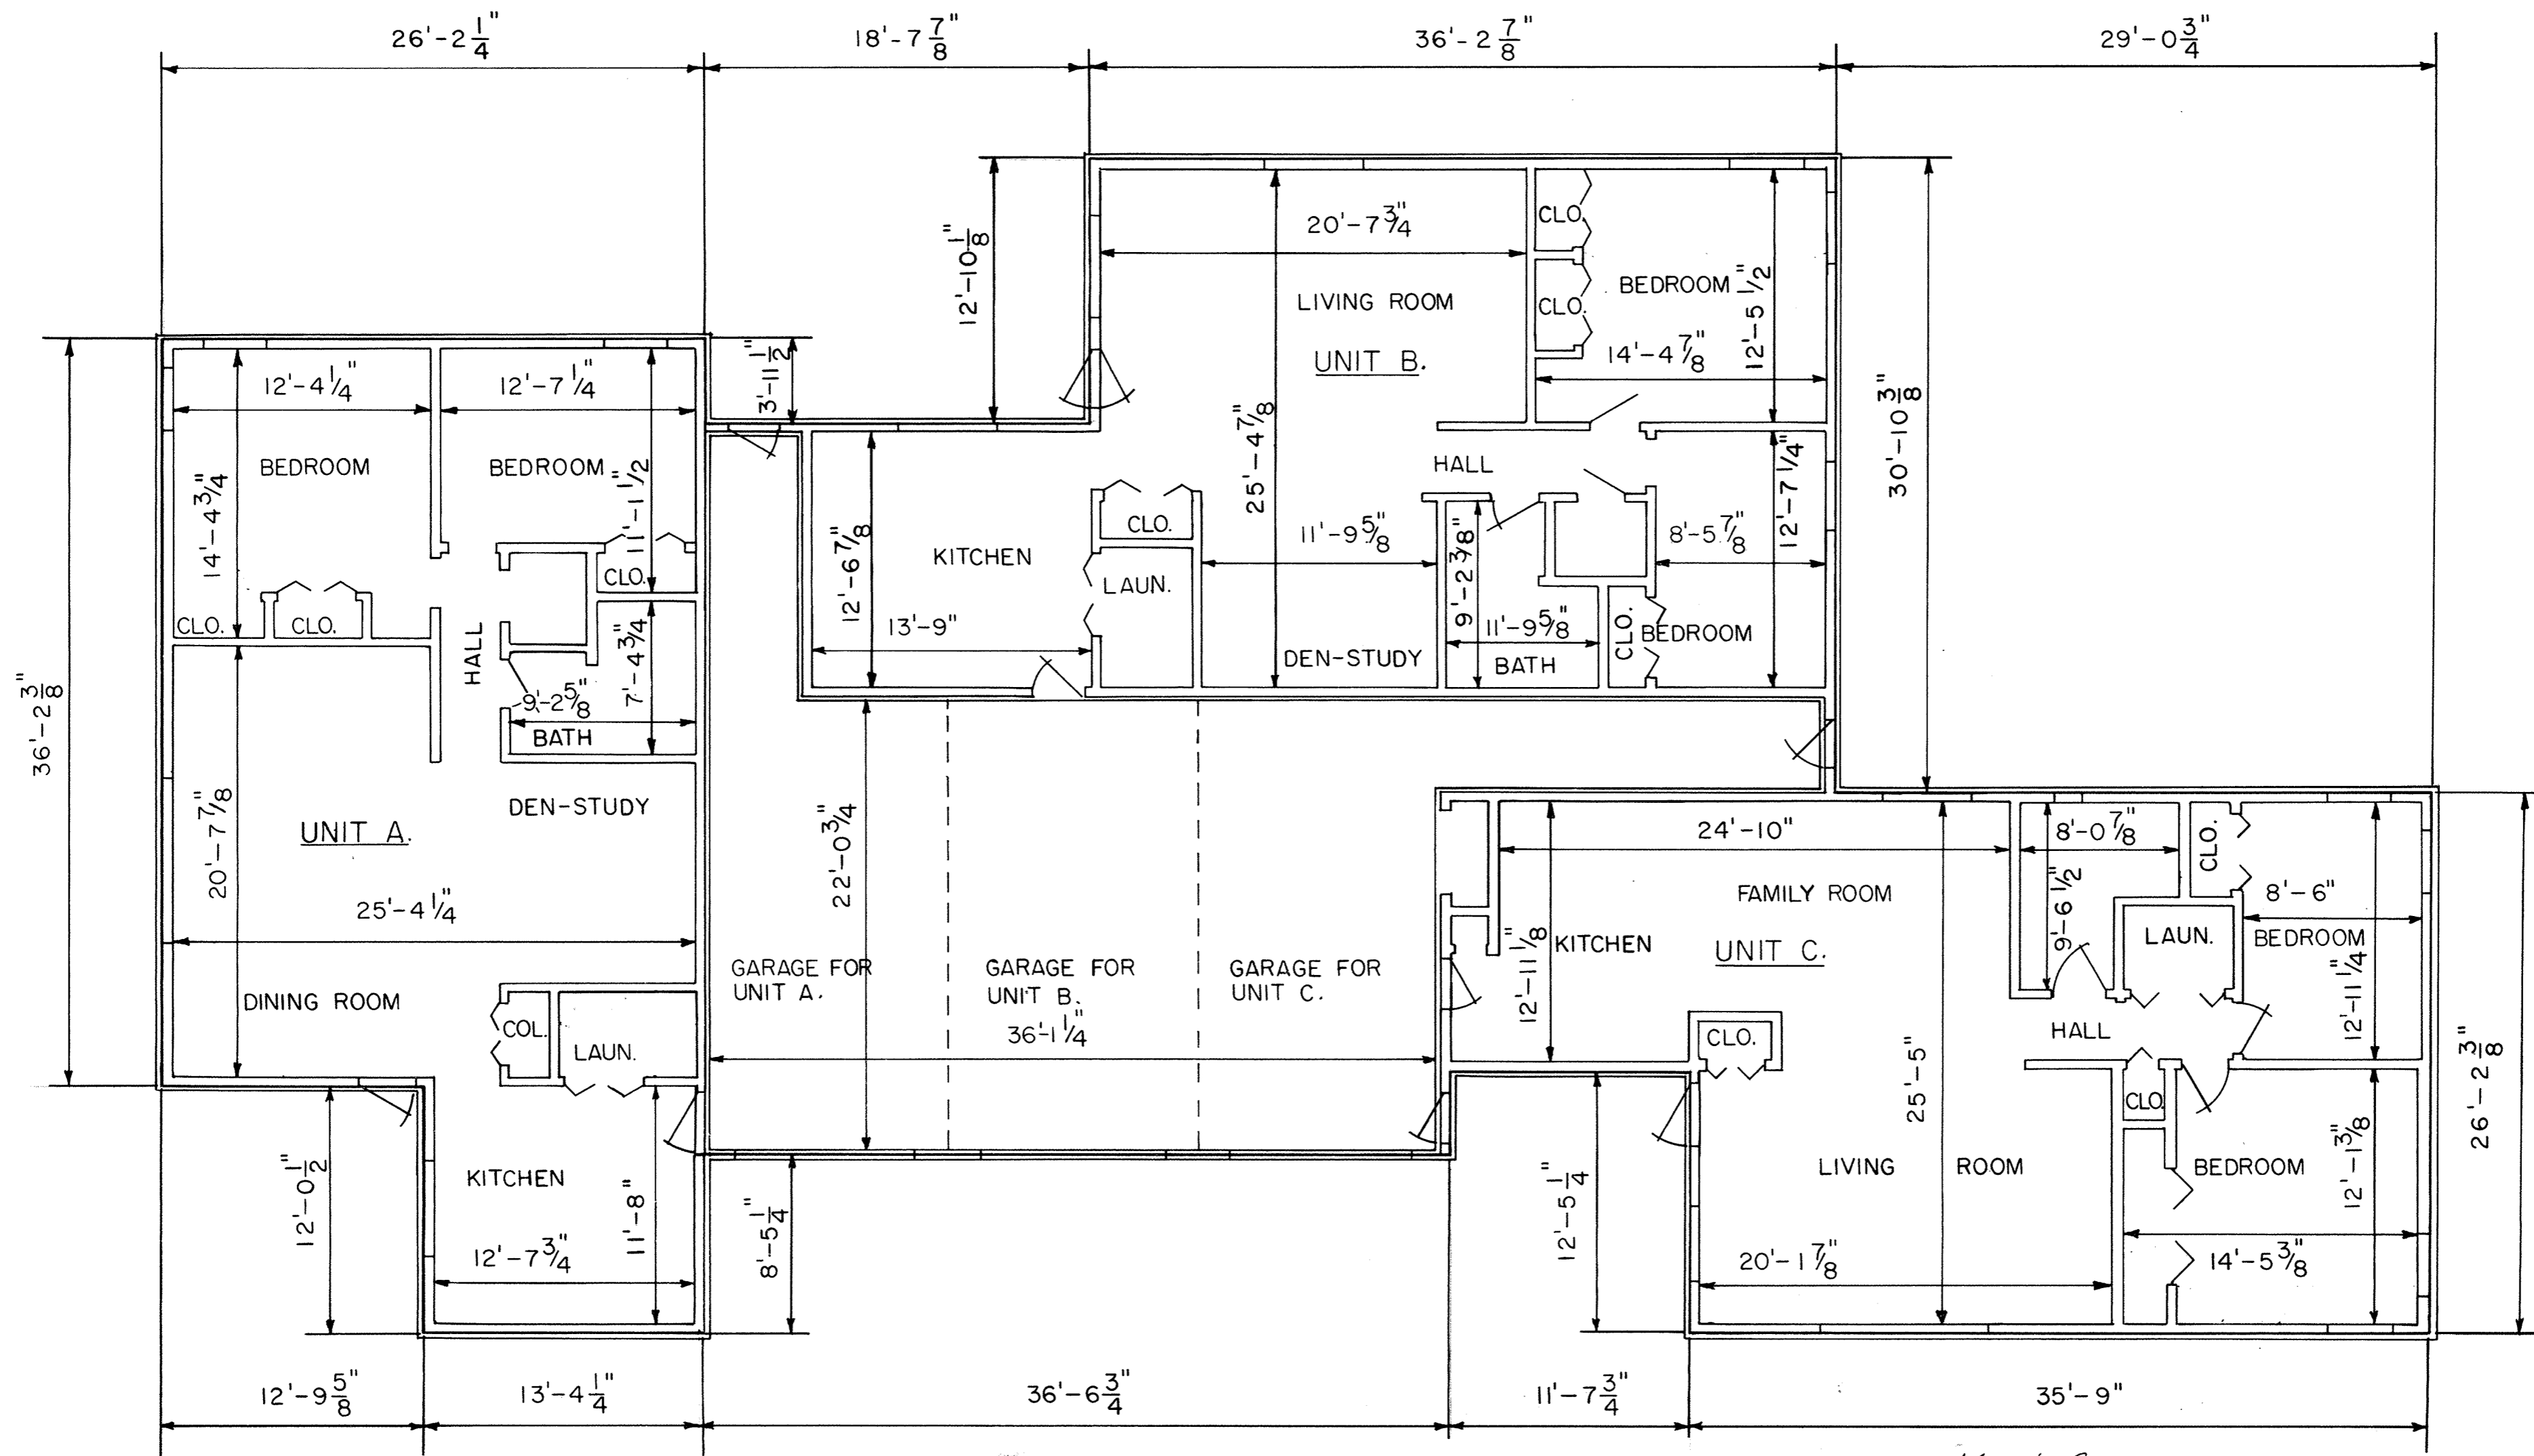 26'-2 1/4"
18'-7 7/8"
36'-2 7/8"
29'-0 3/4"
12'-10 1/8"
20'-7 3/4"
CLO.
CLO.
BEDROOM
12'-5 1/2"
14'-4 7/8"
LIVING ROOM
UNIT B.
3'-11 1/2"
12'-4 1/4"
12'-7 1/4"
BEDROOM
BEDROOM
14'-4 3/4"
11'-1 1/2"
25'-4 7/8"
30'-10 3/8"
HALL
12'-7 1/4"
CLO.
12'-6 7/8"
KITCHEN
LAUN.
11'-9 5/8"
9'-2 3/8"
8'-5 7/8"
CLO.
CLO.
CLO.
13'-9"
11'-9 5/8"
CLO.
BEDROOM
DEN-STUDY
BATH
HALL
7'-4 3/4"
9'-2 5/8"
BATH
36'-2 3/8"
DEN-STUDY
UNIT A.
20'-7 7/8"
25'-4 1/4"
22'-0 3/4"
24'-10"
8'-0 7/8"
CLO.
FAMILY ROOM
9'-6 1/2"
8'-6"
KITCHEN
UNIT C.
LAUN.
BEDROOM
12'-11 1/8"
12'-11 1/4"
GARAGE FOR
UNIT A.
GARAGE FOR
UNIT B.
GARAGE FOR
UNIT C.
36'-1 1/4"
DINING ROOM
COL.
LAUN.
CLO.
HALL
25'-5"
26'-2 3/8"
CLO.
12'-1 3/8"
12'-0 1/2"
KITCHEN
11'-8"
12'-7 3/4"
8'-5 1/4"
12'-5 1/4"
LIVING ROOM
BEDROOM
20'-1 7/8"
14'-5 3/8"
12'-9 5/8"
13'-4 1/4"
36'-6 3/4"
11'-7 3/4"
35'-9"